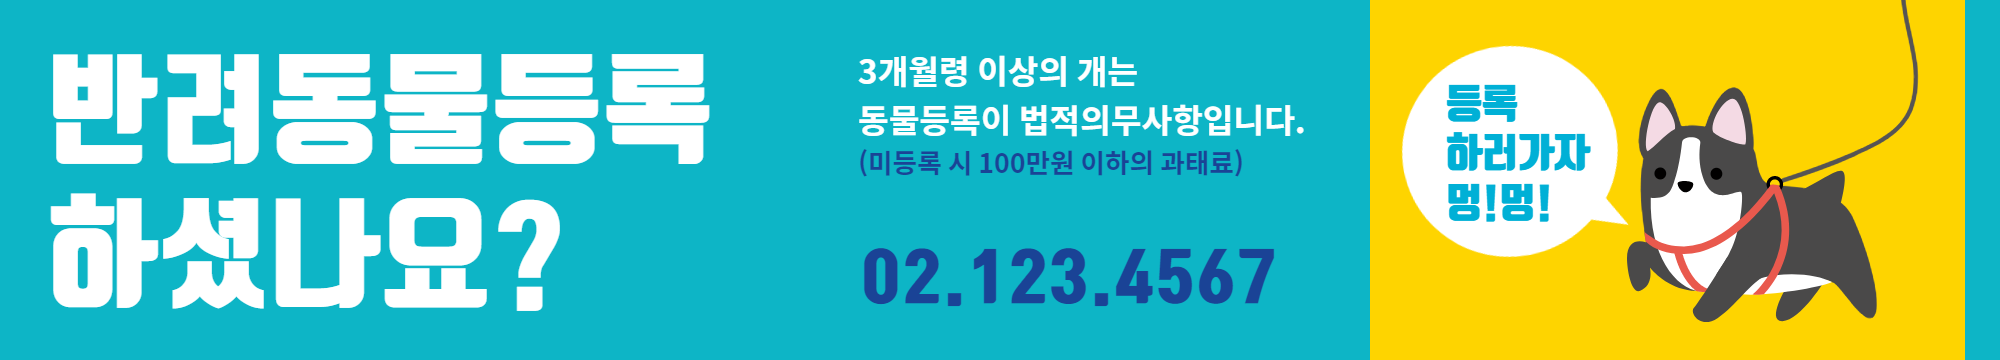 반려동물등록
하셨나요?
3개월령 이상의 개는
동물등록이 법적의무사항입니다.
(미등록 시 100만원 이하의 과태료)
02.123.4567
등록
하러가자
멍!멍!